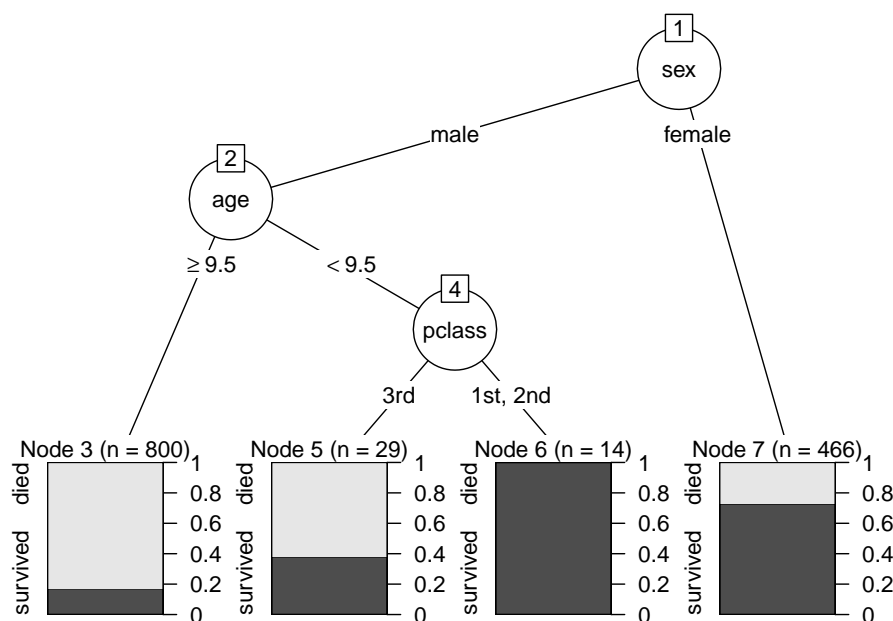 1
sex
male
female
2
age
≥ 9.5
< 9.5
4
pclass
3rd
1st, 2nd
Node 3 (n = 800)
survived
died
0
0.2
0.4
0.6
0.8
1
Node 5 (n = 29)
survived
died
0
0.2
0.4
0.6
0.8
1
Node 6 (n = 14)
survived
died
0
0.2
0.4
0.6
0.8
1
Node 7 (n = 466)
survived
died
0
0.2
0.4
0.6
0.8
1